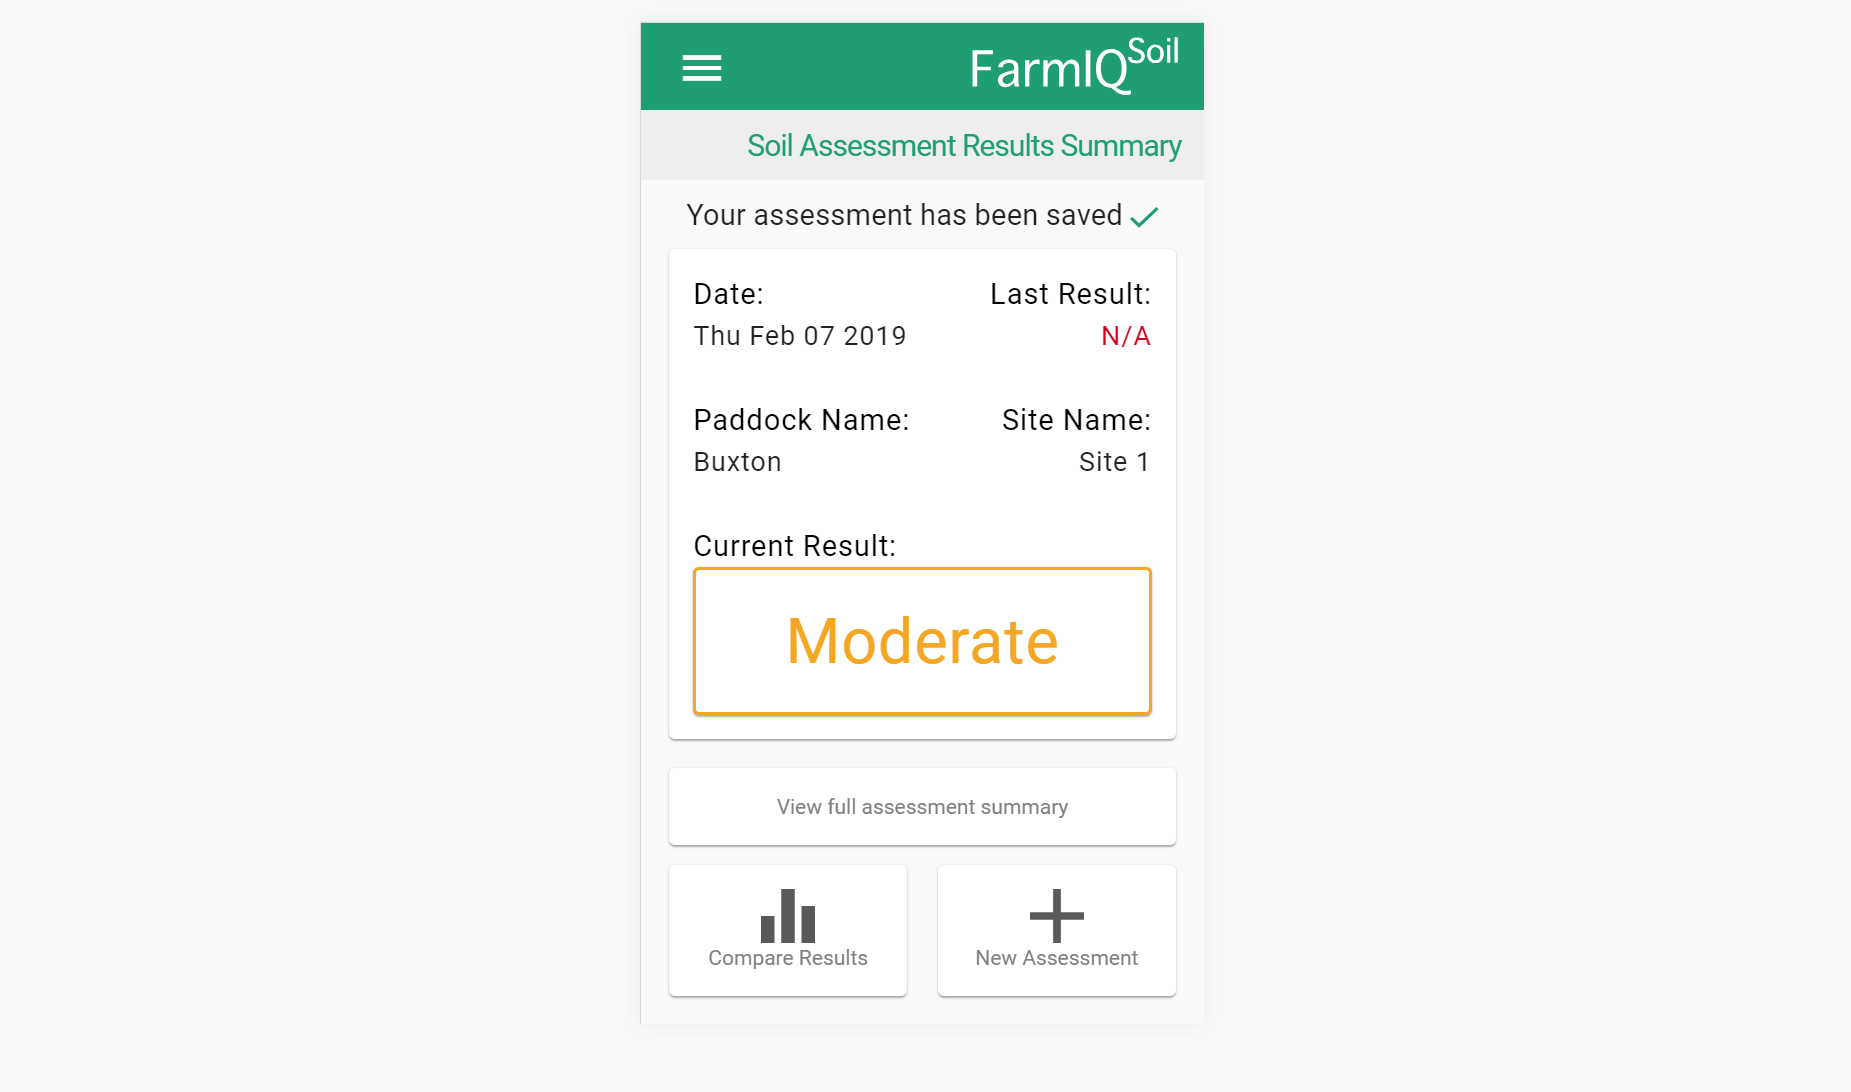 FarmIQ Soil
Soil Assessment Results Summary
Your assessment has been saved
Date: Last Result:
Thu Feb 07 2019 N/A
Paddock Name: Site Name:
Buxton Site 1
Current Result:
Moderate
View full assessment summary
Compare Results New Assessment